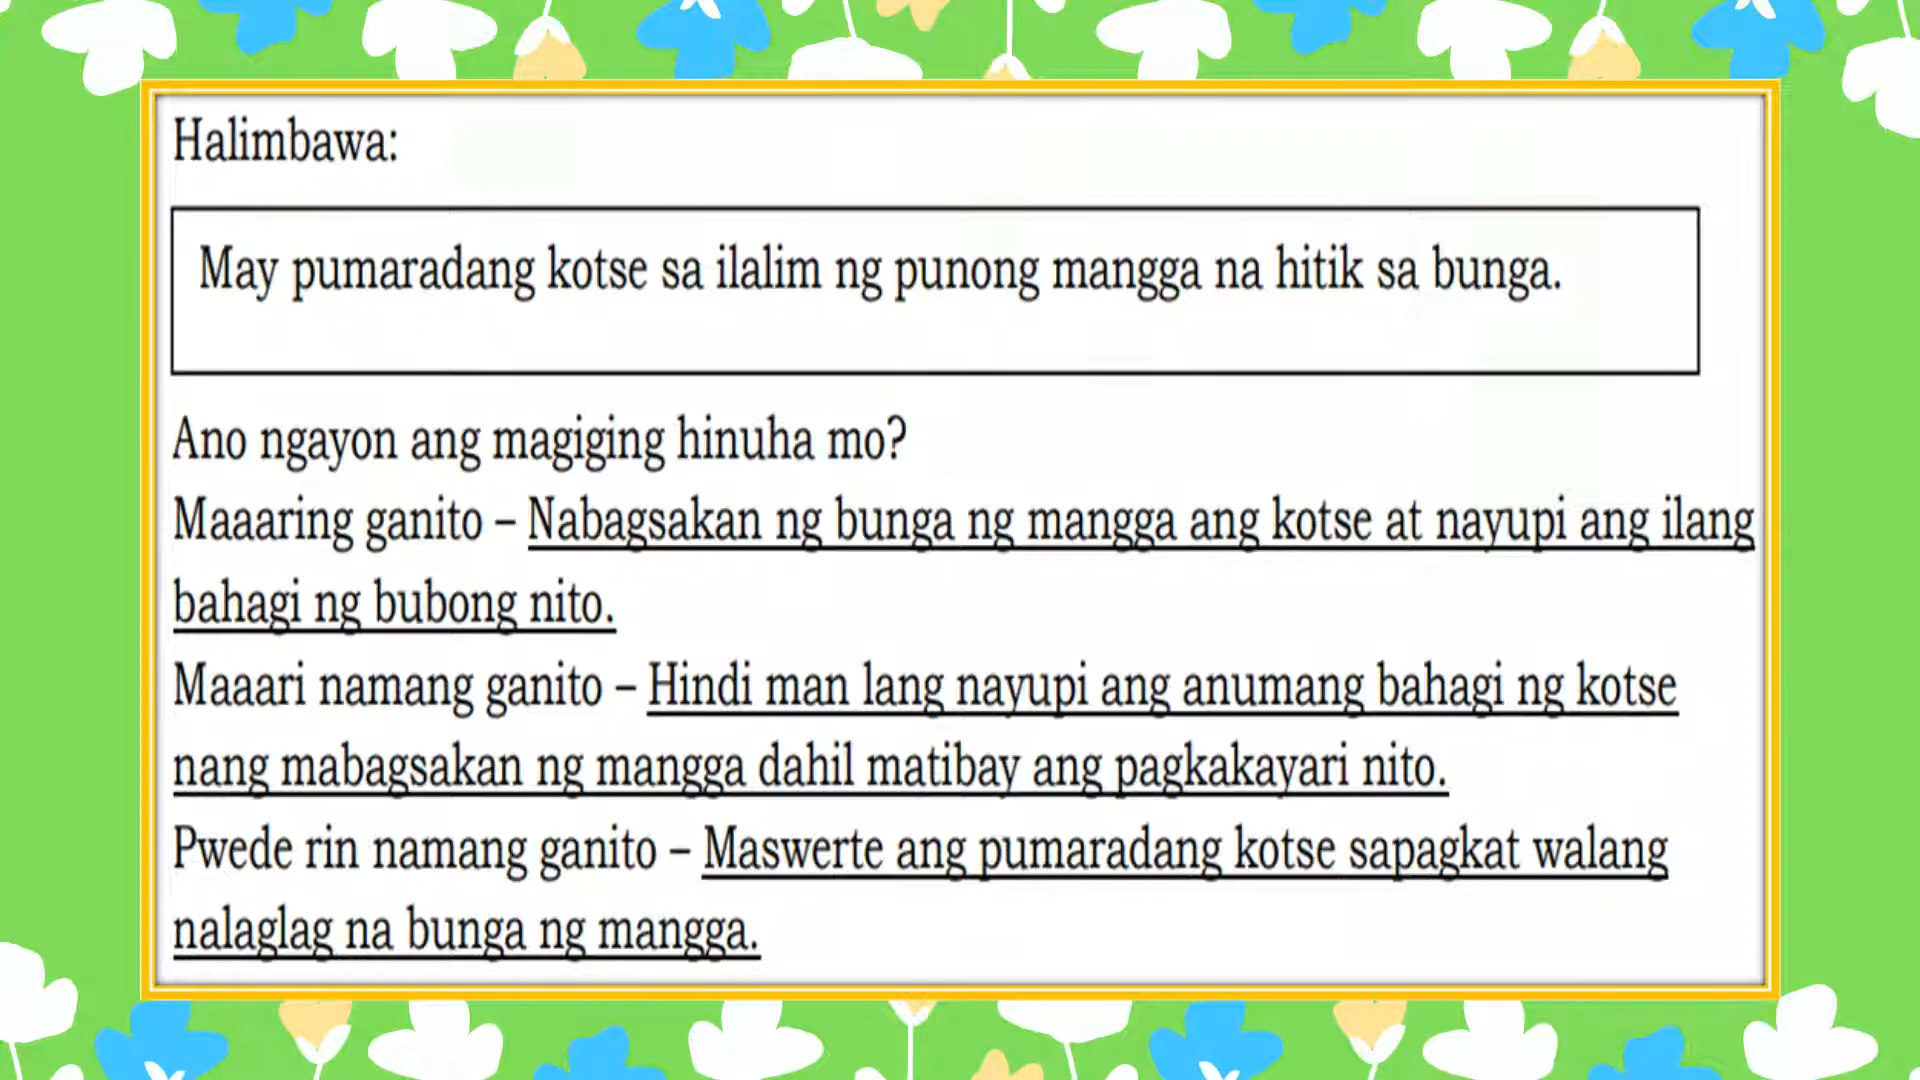 Halimbawa:
May pumaradang kotse sa ilalim ng punong mangga na hitik sa bunga.
Ano ngayon ang magiging hinuha mo?
Maaaring ganito – Nabagsakan ng bunga ng mangga ang kotse at nayupi ang ilang
bahagi ng bubong nito.
Maaari namang ganito – Hindi man lang nayupi ang anumang bahagi ng kotse
nang mabagsakan ng mangga dahil matibay ang pagkakayari nito.
Pwede rin namang ganito – Maswerte ang pumaradang kotse sapagkat walang
nalaglag na bunga ng mangga.